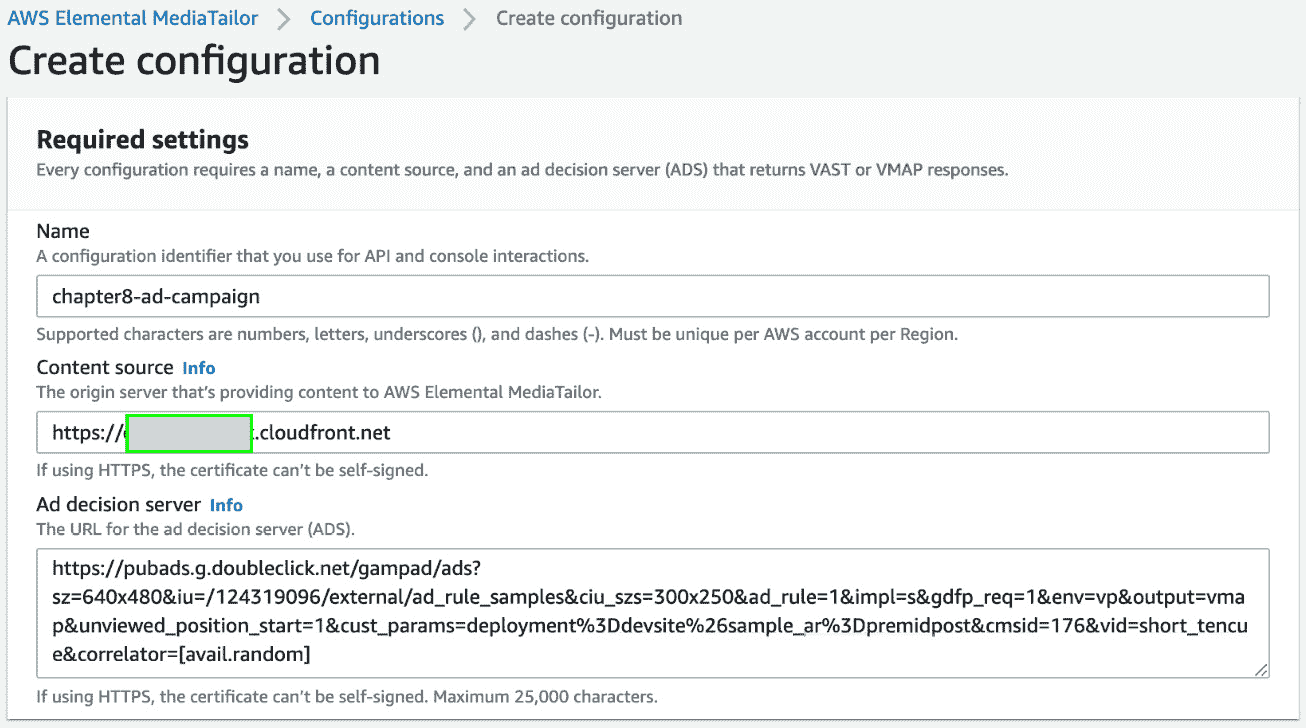 AWS Elemental MediaTailor > Configurations > Create configuration
Create configuration
Required settings
Every configuration requires a name, a content source, and an ad decision server (ADS) that returns VAST or VMAP responses.
Name
A configuration identifier that you use for API and console interactions.
chapter8-ad-campaign
Supported characters are numbers, letters, underscores (), and dashes (-). Must be unique per AWS account per Region.
Content source Info
The origin server that's providing content to AWS Elemental MediaTailor.
https:// .cloudfront.net
If using HTTPS, the certificate can't be self-signed.
Ad decision server Info
The URL for the ad decision server (ADS).
https://pubads.g.doubleclick.net/gampad/ads?
sz=640x480&iu=/124319096/external/ad_rule_samples&ciu_szs=300x250&ad_rule=1&impl=s&gdfp_req=1&env=vp&output=vma
p&unviewed_position_start=1&cust_params=deployment%3Ddevsite%26sample_ar%3Dpremidpost&cmsid=176&vid=short_tencu
e&correlator=[avail.random]
If using HTTPS, the certificate can't be self-signed. Maximum 25,000 characters.